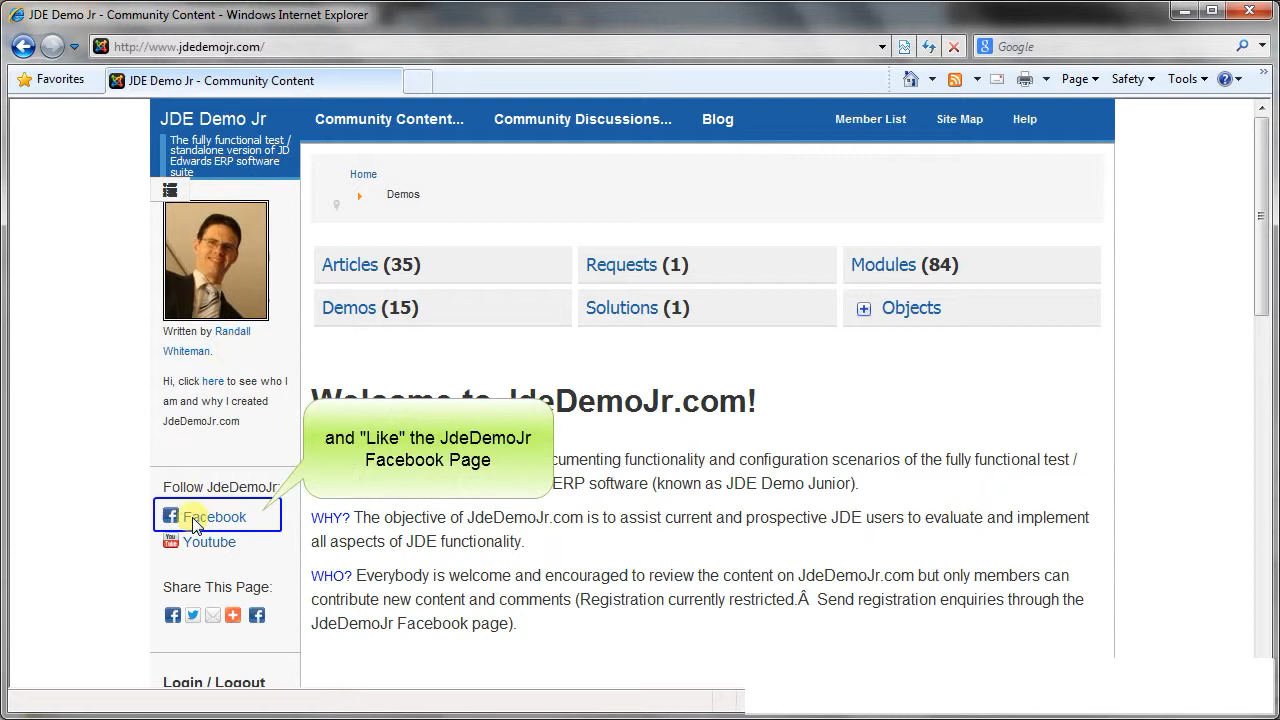 JDE Demo Jr - Community Content - Windows Internet Explorer
http://www.jdedemojr.com/
Google
Favorites
JDE Demo Jr - Community Content
Page
Safety
Tools
JDE Demo Jr
The fully functional test /
standalone version of JD
Edwards ERP software
suite
Community Content...
Community Discussions...
Blog
Member List
Site Map
Help
Home
Demos
Articles (35)
Requests (1)
Modules (84)
Demos (15)
Solutions (1)
Objects
Written by Randall
Whiteman.
Hi, click here to see who I
am and why I created
JdeDemoJr.com
Follow JdeDemoJr:
Facebook
Youtube
Share This Page:
Login / Logout
Welcome to JdeDemoJr.com!
and "Like" the JdeDemoJr
Facebook Page
cumenting functionality and configuration scenarios of the fully functional test /
ERP software (known as JDE Demo Junior).
WHY? The objective of JdeDemoJr.com is to assist current and prospective JDE users to evaluate and implement
all aspects of JDE functionality.
WHO? Everybody is welcome and encouraged to review the content on JdeDemoJr.com but only members can
contribute new content and comments (Registration currently restricted.Â Send registration enquiries through the
JdeDemoJr Facebook page).